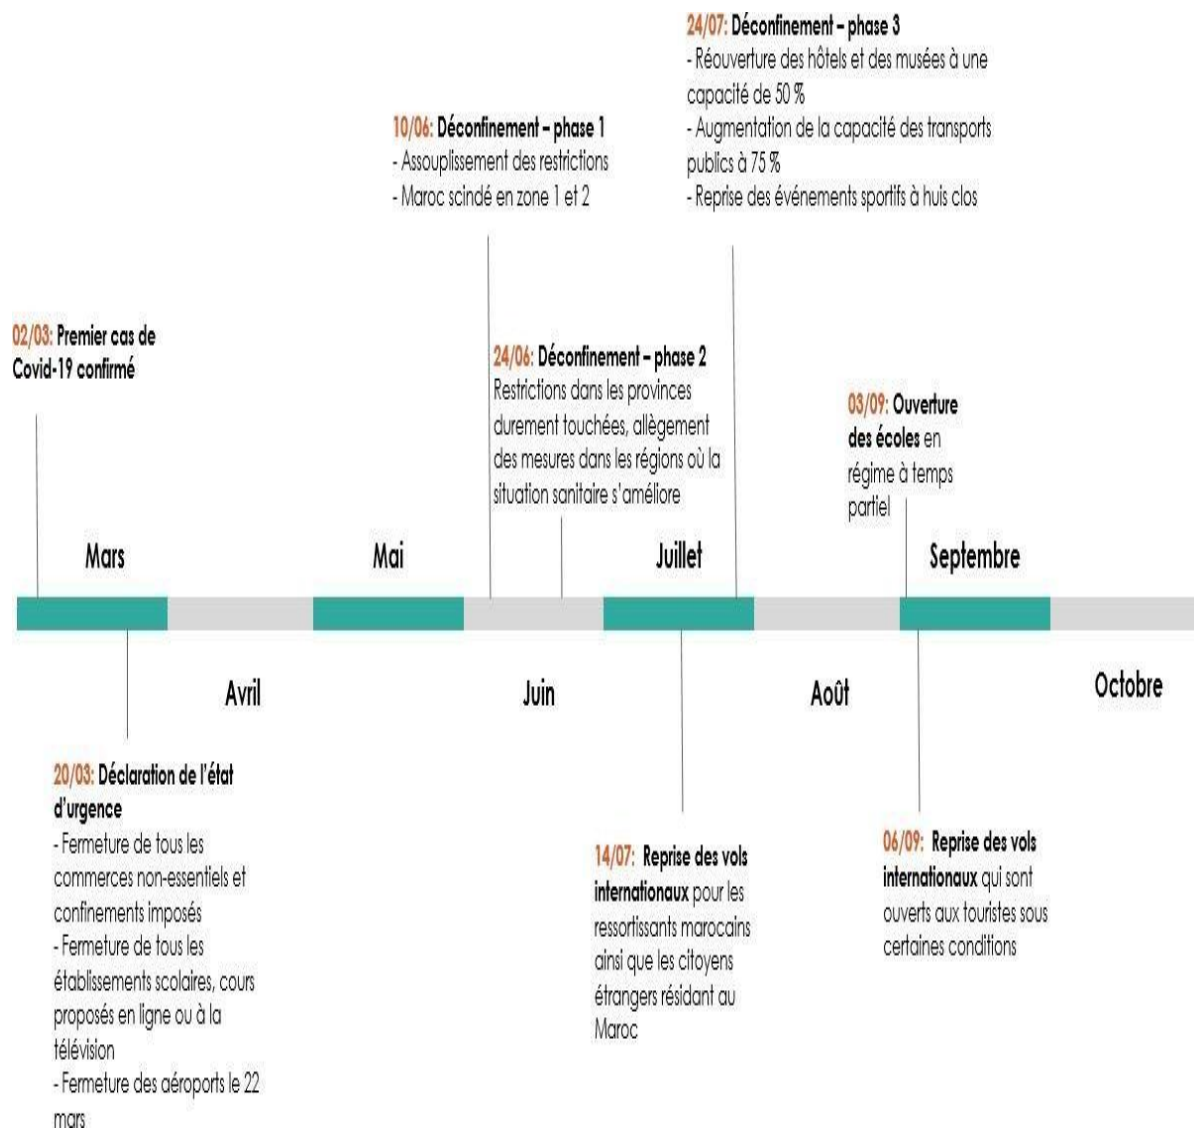 24/07: Déconfinement – phase 3
- Réouverture des hôtels et des musées à une
capacité de 50 %
- Augmentation de la capacité des transports
publics à 75 %
- Reprise des événements sportifs à huis clos
10/06: Déconfinement – phase 1
- Assouplissement des restrictions
- Maroc scindé en zone 1 et 2
02/03: Premier cas de
Covid-19 confirmé
24/06: Déconfinement – phase 2
Restrictions dans les provinces
durement touchées, allègement
des mesures dans les régions où la
situation sanitaire s'améliore
03/09: Ouverture
des écoles en
régime à temps
partiel
Mars
Mai
Juillet
Septembre
Avril
Juin
Août
Octobre
20/03: Déclaration de l'état
d'urgence
- Fermeture de tous les
commerces non-essentiels et
confinements imposés
- Fermeture de tous les
établissements scolaires, cours
proposés en ligne ou à la
télévision
- Fermeture des aéroports le 22
mars
14/07: Reprise des vols
internationaux pour les
ressortissants marocains
ainsi que les citoyens
étrangers résidant au
Maroc
06/09: Reprise des vols
internationaux qui sont
ouverts aux touristes sous
certaines conditions